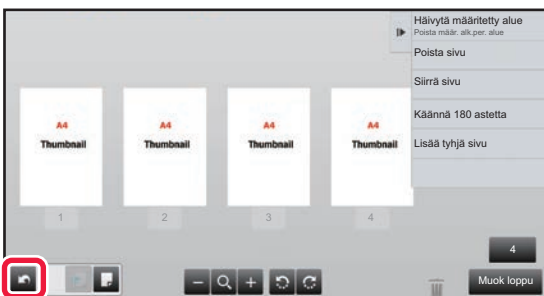 Häivytä määritetty alue
Poista määr. alk.per. alue
Poista sivu
Siirrä sivu
Käännä 180 astetta
Lisää tyhjä sivu
A4
Thumbnail
A4
Thumbnail
A4
Thumbnail
A4
Thumbnail
1
2
3
4
4
Muok loppu